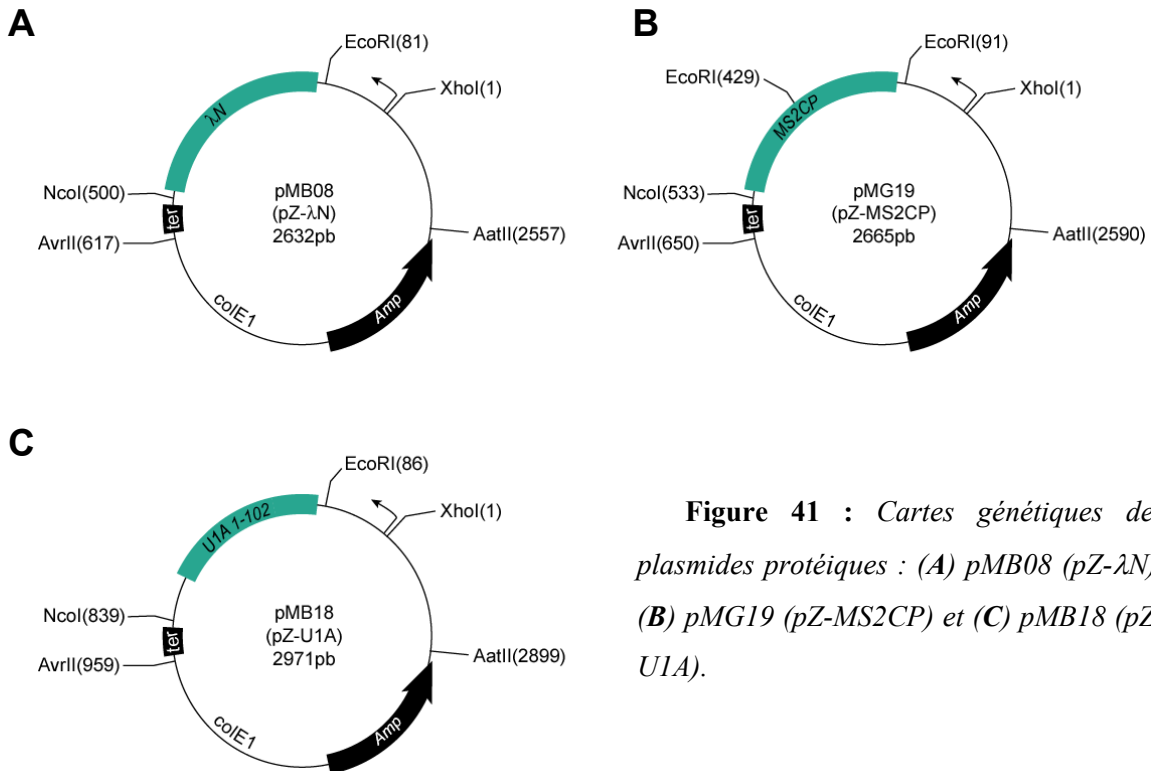 A
EcoRI(81)
XhoI(1)
λN
NcoI(500)
ter
AvrII(617)
pMB08
(pZ-λN)
2632pb
AatII(2557)
colE1
Amp
B
EcoRI(91)
EcoRI(429)
XhoI(1)
MS2CP
NcoI(533)
ter
AvrII(650)
pMG19
(pZ-MS2CP)
2665pb
AatII(2590)
colE1
Amp
C
EcoRI(86)
XhoI(1)
U1A 1-102
NcoI(839)
ter
AvrII(959)
pMB18
(pZ-U1A)
2971pb
AatII(2899)
colE1
Amp
Figure 41 : Cartes génétiques de
plasmides protéiques : (A) pMB08 (pZ-λN)
(B) pMG19 (pZ-MS2CP) et (C) pMB18 (pZ
U1A).